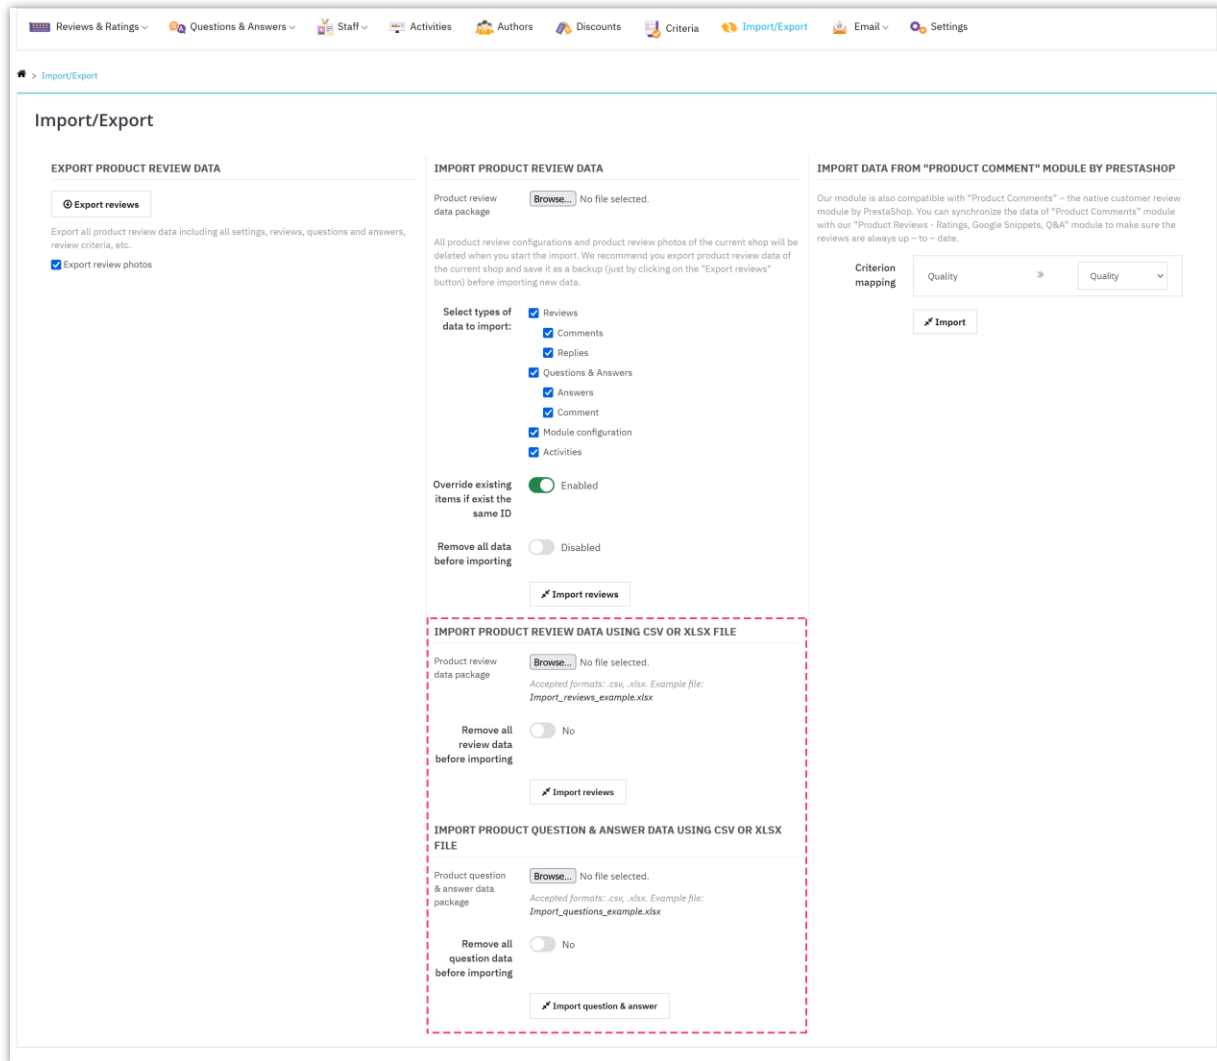 Reviews & Ratings
Questions & Answers
Staff
Activities
Authors
Discounts
Criteria
Import/Export
Email
Settings
> Import/Export
Import/Export
EXPORT PRODUCT REVIEW DATA
Export reviews
Export all product review data including all settings, reviews, questions and answers,
review criteria, etc.
Export review photos
IMPORT PRODUCT REVIEW DATA
Product review
data package
Browse... No file selected.
All product review configurations and product review photos of the current shop will be
deleted when you start the import. We recommend you export product review data of
the current shop and save it as a backup (just by clicking on the "Export reviews"
button) before importing new data.
Select types of
data to import:
Reviews
Comments
Replies
Questions & Answers
Answers
Comment
Module configuration
Activities
Override existing
items if exist the
same ID
Enabled
Remove all data
before importing
Disabled
Import reviews
IMPORT PRODUCT REVIEW DATA USING CSV OR XLSX FILE
Product review
data package
Browse... No file selected.
Accepted formats: .csv, .xlsx. Example file:
Import_reviews_example.xlsx
Remove all
review data
before importing
No
Import reviews
IMPORT PRODUCT QUESTION & ANSWER DATA USING CSV OR XLSX
FILE
Product question
& answer data
package
Browse... No file selected.
Accepted formats: .csv, .xlsx. Example file:
Import_questions_example.xlsx
Remove all
question data
before importing
No
Import question & answer
IMPORT DATA FROM "PRODUCT COMMENT" MODULE BY PRESTASHOP
Our module is also compatible with "Product Comments" – the native customer review
module by PrestaShop. You can synchronize the data of "Product Comments" module
with our "Product Reviews - Ratings, Google Snippets, Q&A" module to make sure the
reviews are always up – to – date.
Criterion
mapping
Quality » Quality
Import